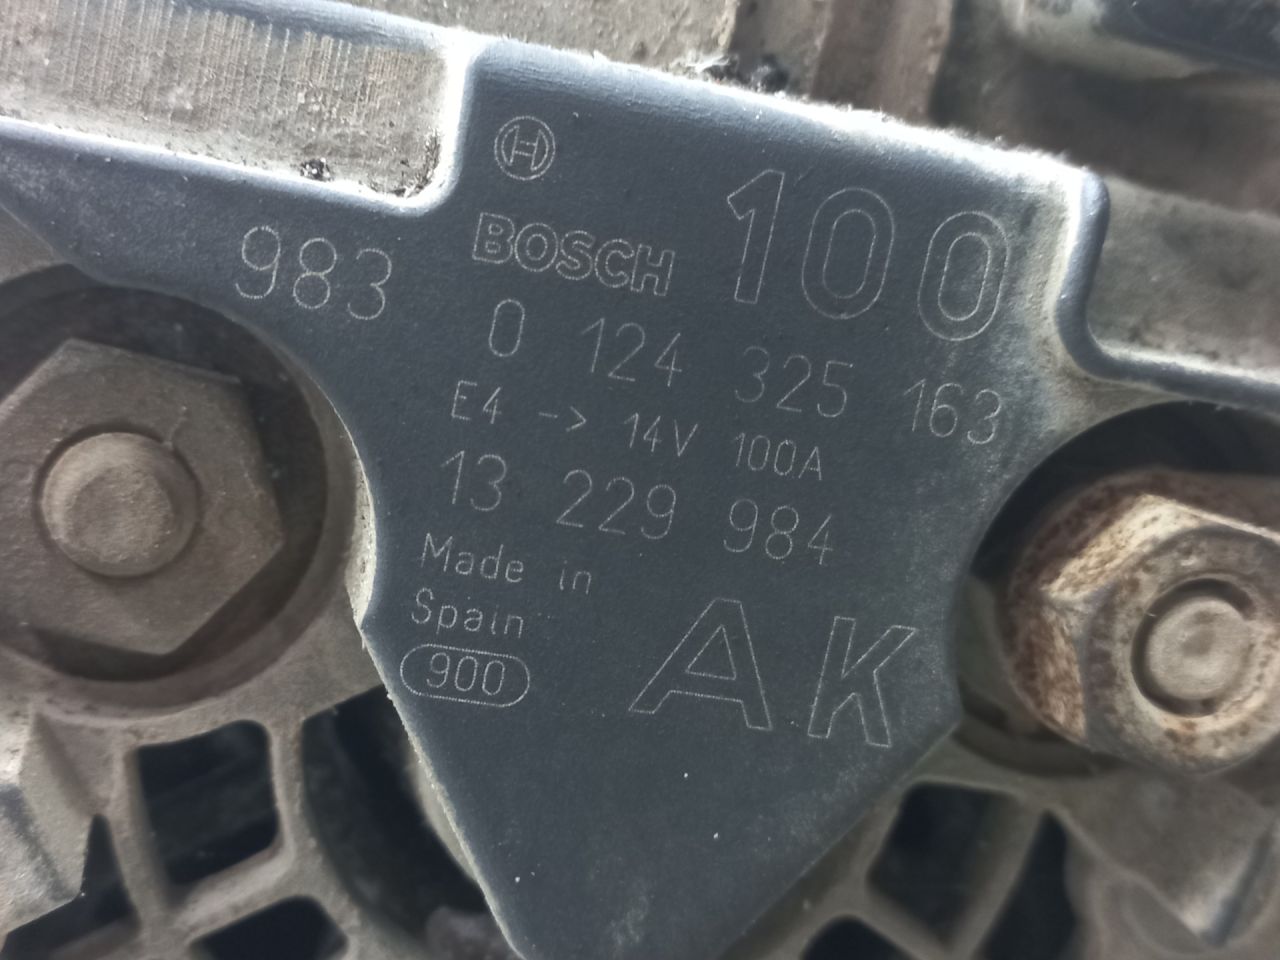 983
BOSCH 100
0 124 325 163
E4 -> 14V 100A
13 229 984
Made in
Spain
900
AK